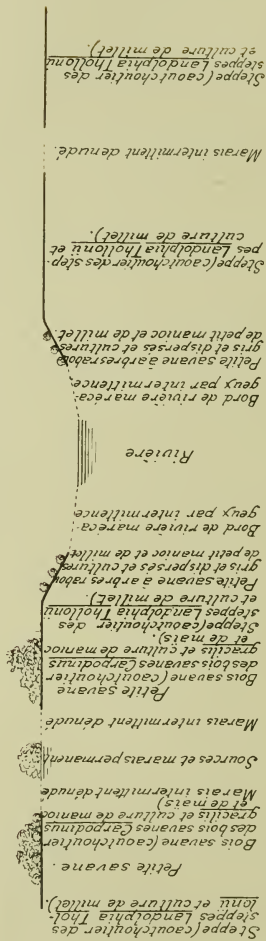 Steppe (caoutchoutier des
steppes Landolphia Thol-
lonii et culture de millet).
Petite savane.
Bois savane (caoutchoutier
des bois savanes Carpodinus
gracilis et culture de manioc
et de maïs)
Marais intermittent dénudé
Sources et marais permanent
Marais intermittent dénudé
Petite savane
Bois savane (caoutchoutier
des bois savanes Carpodinus
gracilis et culture de manioc
et de maïs).
Steppe (caoutchoutier des
steppes Landolphia Thollonii
et culture de millet).
Petite savane à arbres rabou
gris et disperses et cultures
de petit manioc et de millet
Bord de rivière maréca-
geux par intermittence
Rivière
Bord de rivière maréca-
geux par intermittence
Petite savane à arbres rabou
gris et disperses et cultures
de petit manioc et de millet.
Steppe (caoutchoutier des step-
pes Landolphia Thollonii et
culture de millet).
Marais intermittent dénudé.
Steppe (caoutchoutier des
steppes Landolphia Thollonii
et culture de millet).